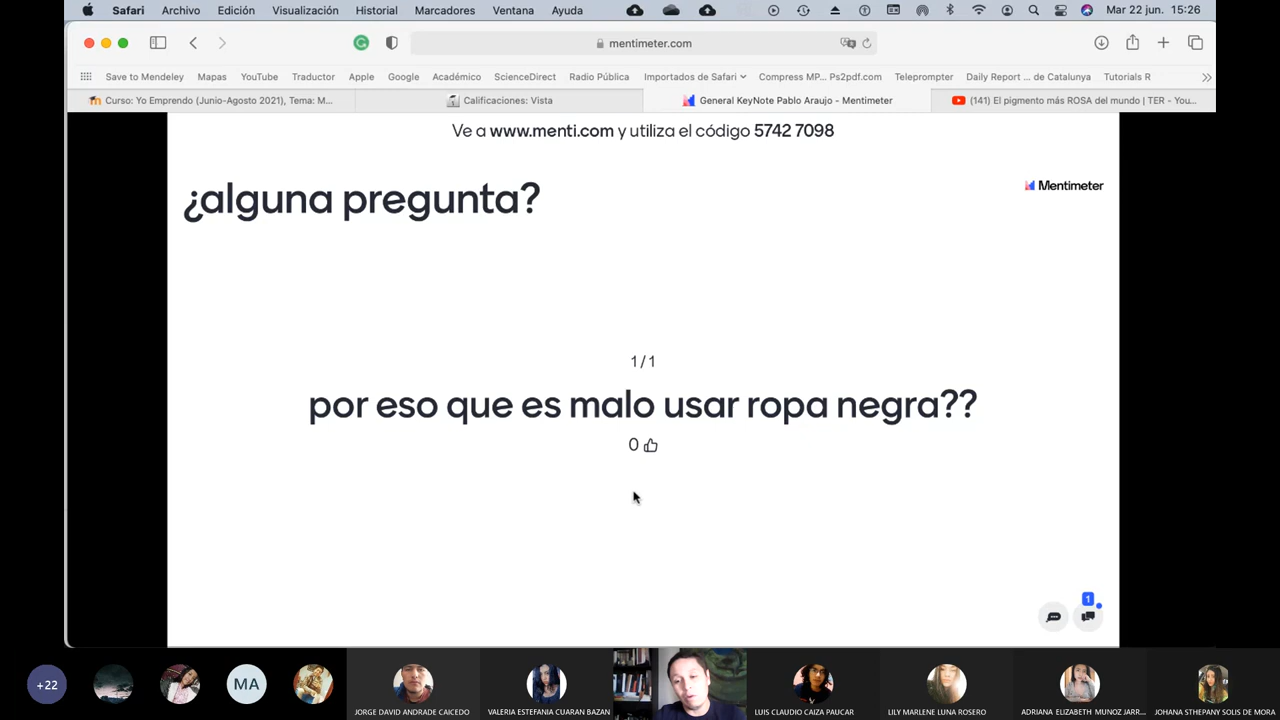 Safari Archivo Edición Visualización Historial Marcadores Ventana Ayuda Mar 22 jun. 15:26
mentimeter.com
Save to Mendeley Mapas YouTube Traductor Apple Google Académico ScienceDirect Radio Pública Importados de Safari Compress MP... Ps2pdf.com Teleprompter Daily Report ... de Catalunya Tutorials R
Curso: Yo Emprendo (Junio-Agosto 2021), Tema: M... Calificaciones: Vista General KeyNote Pablo Araujo - Mentimeter (141) El pigmento más ROSA del mundo | TER - You...
Ve a www.menti.com y utiliza el código 5742 7098
¿alguna pregunta?
Mentimeter
1/1
por eso que es malo usar ropa negra??
0
1
+22 MA
JORGE DAVID ANDRADE CAICEDO VALERIA ESTEFANIA CUARAN BAZAN LUIS CLAUDIO CAIZA PAUCAR LILY MARLENE LUNA ROSERO ADRIANA ELIZABETH MUNOZ JARR... JOHANA STHEPANY SOLIS DE MORA